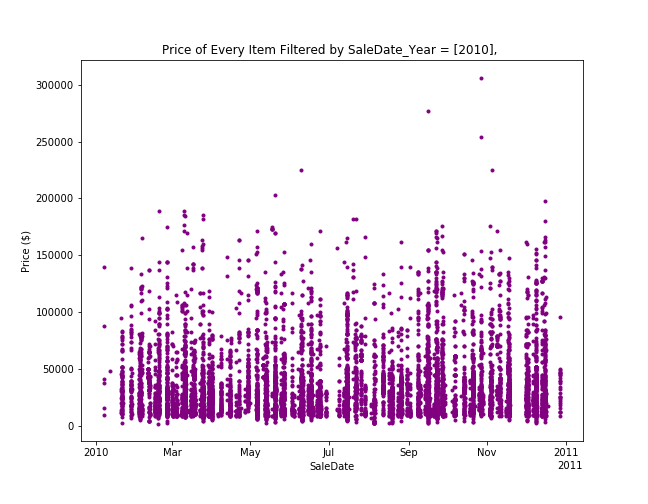 Price of Every Item Filtered by SaleDate_Year = [2010],
300000
250000
200000
150000
100000
50000
0
Price ($)
2010 Mar May Jul Sep Nov 2011
SaleDate 2011